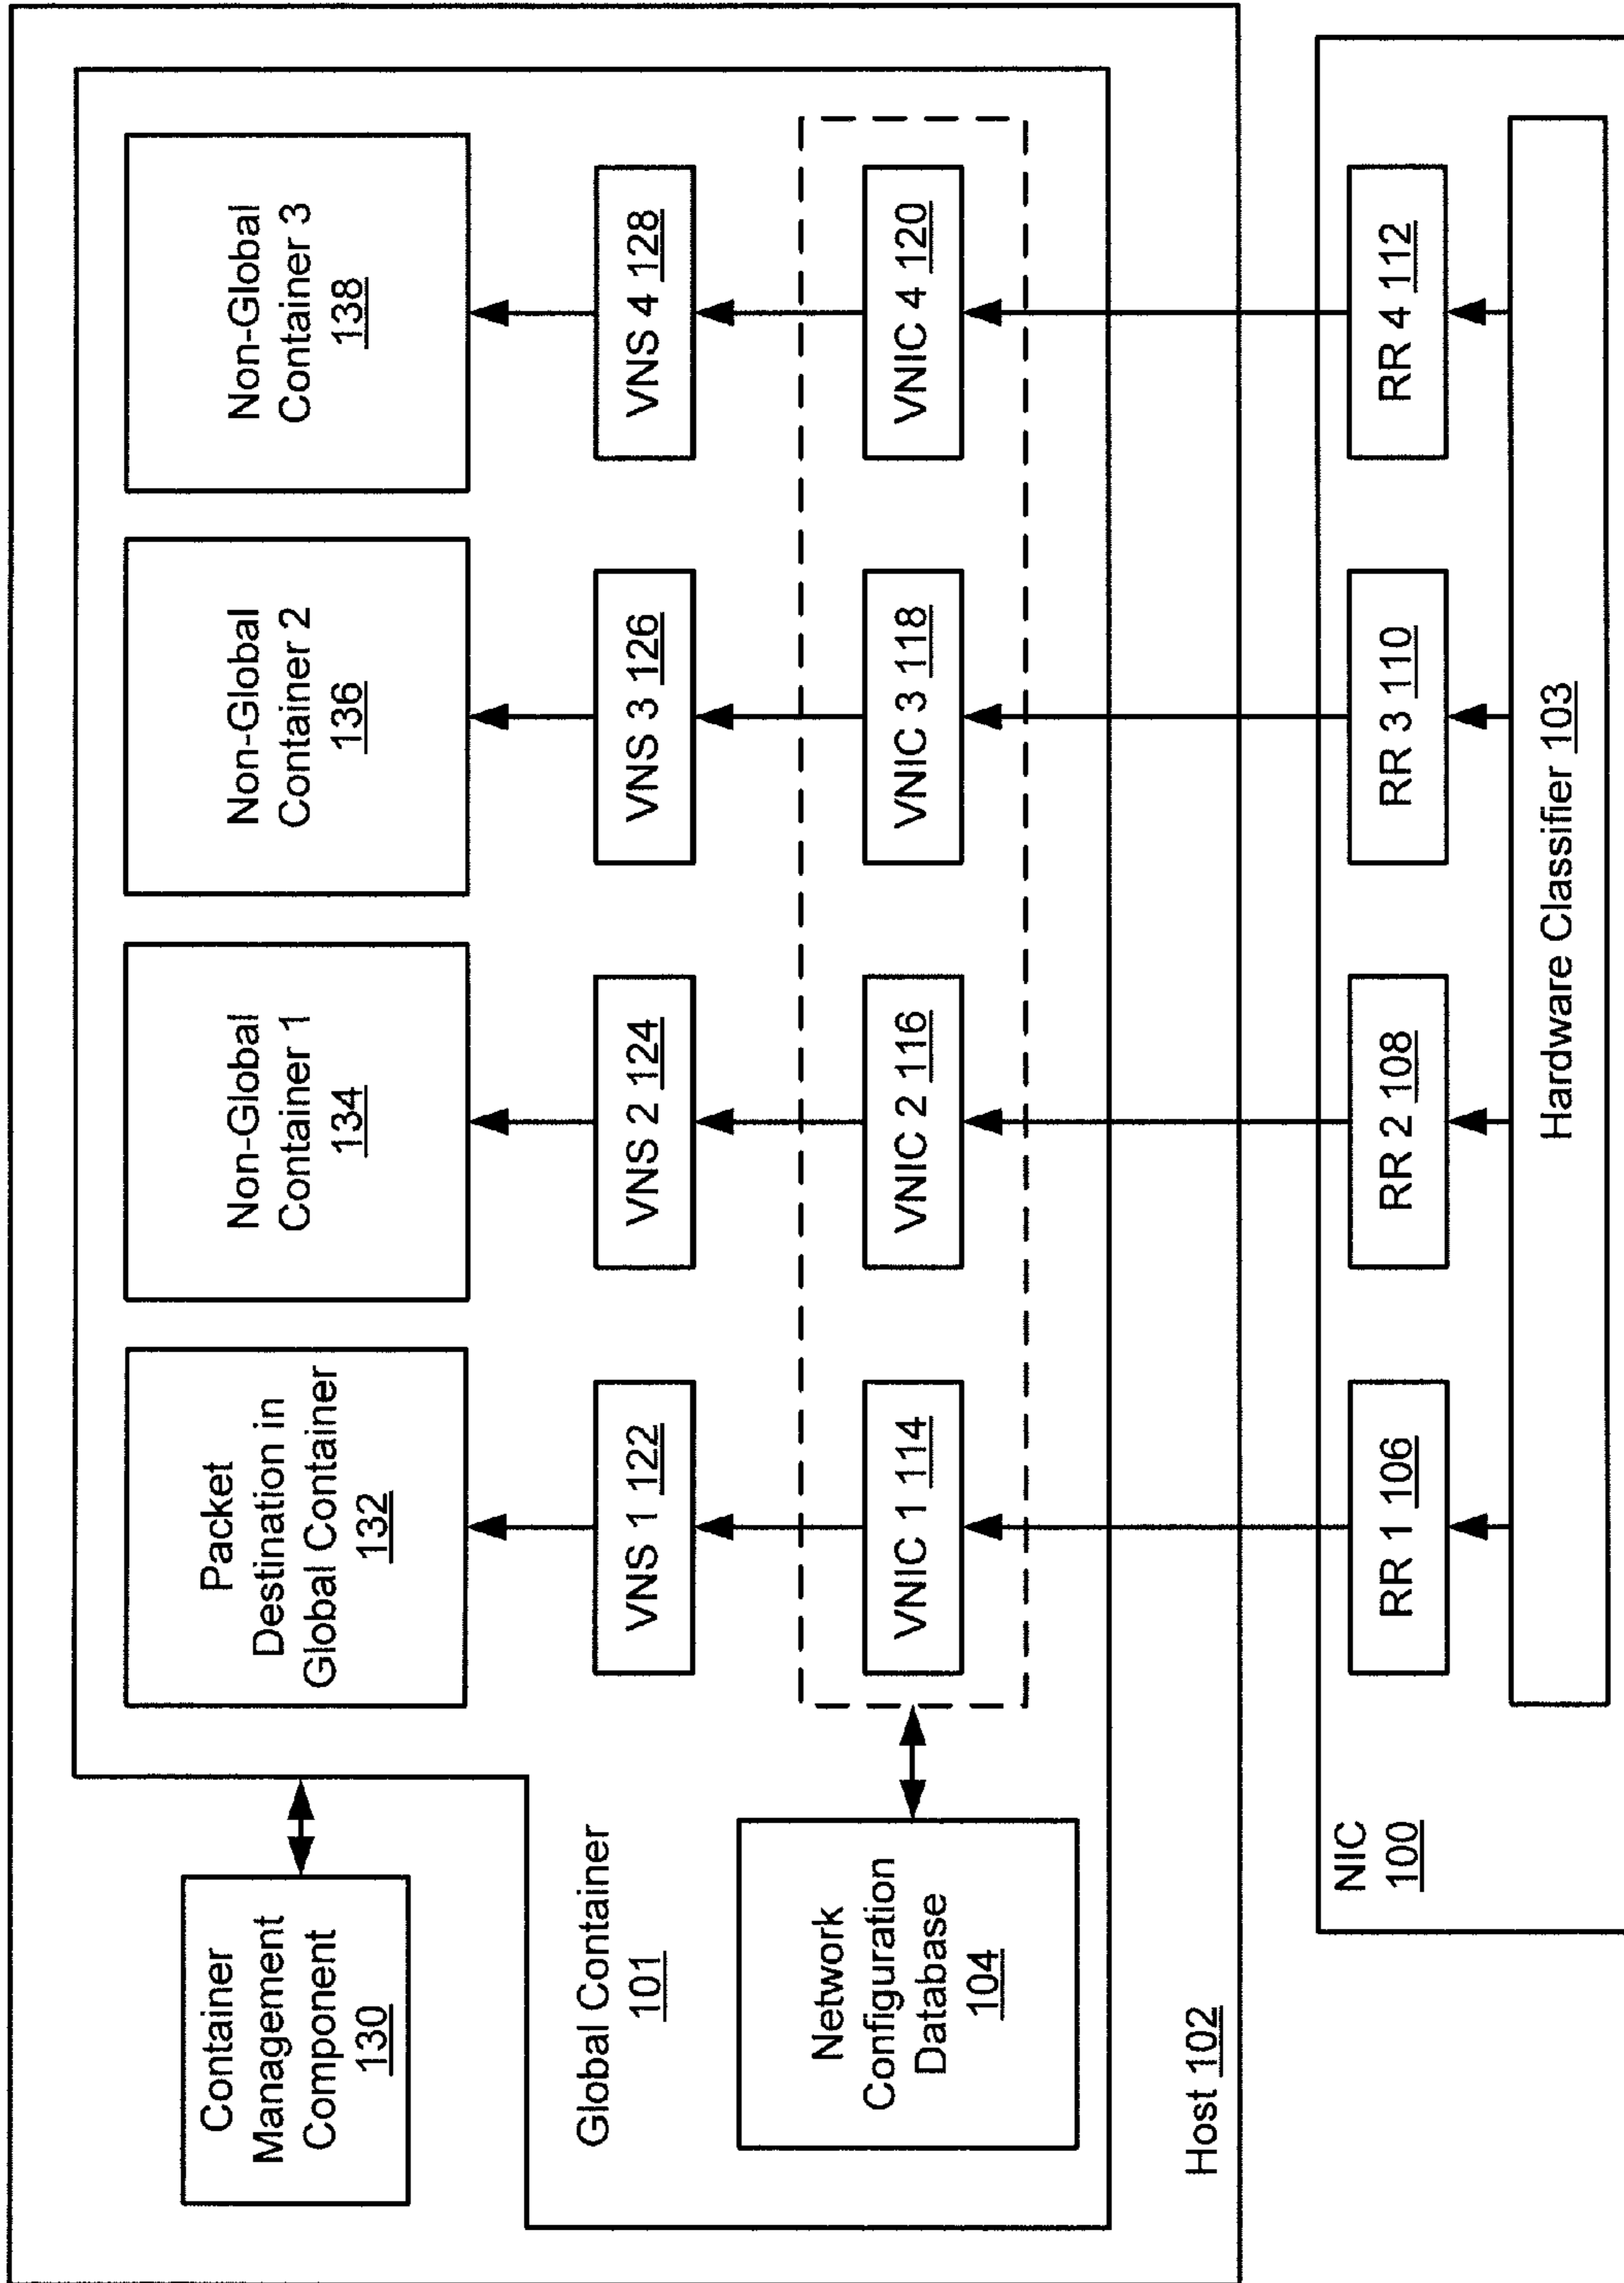 Container
Management
Component
130
Packet
Destination in
Global Container
132
Non-Global
Container 1
134
Non-Global
Container 2
136
Non-Global
Container 3
138
Global Container
101
VNS 1 122
VNS 2 124
VNS 3 126
VNS 4 128
Network
Configuration
Database
104
VNIC 1 114
VNIC 2 116
VNIC 3 118
VNIC 4 120
Host 102
NIC
100
RR 1 106
RR 2 108
RR 3 110
RR 4 112
Hardware Classifier 103